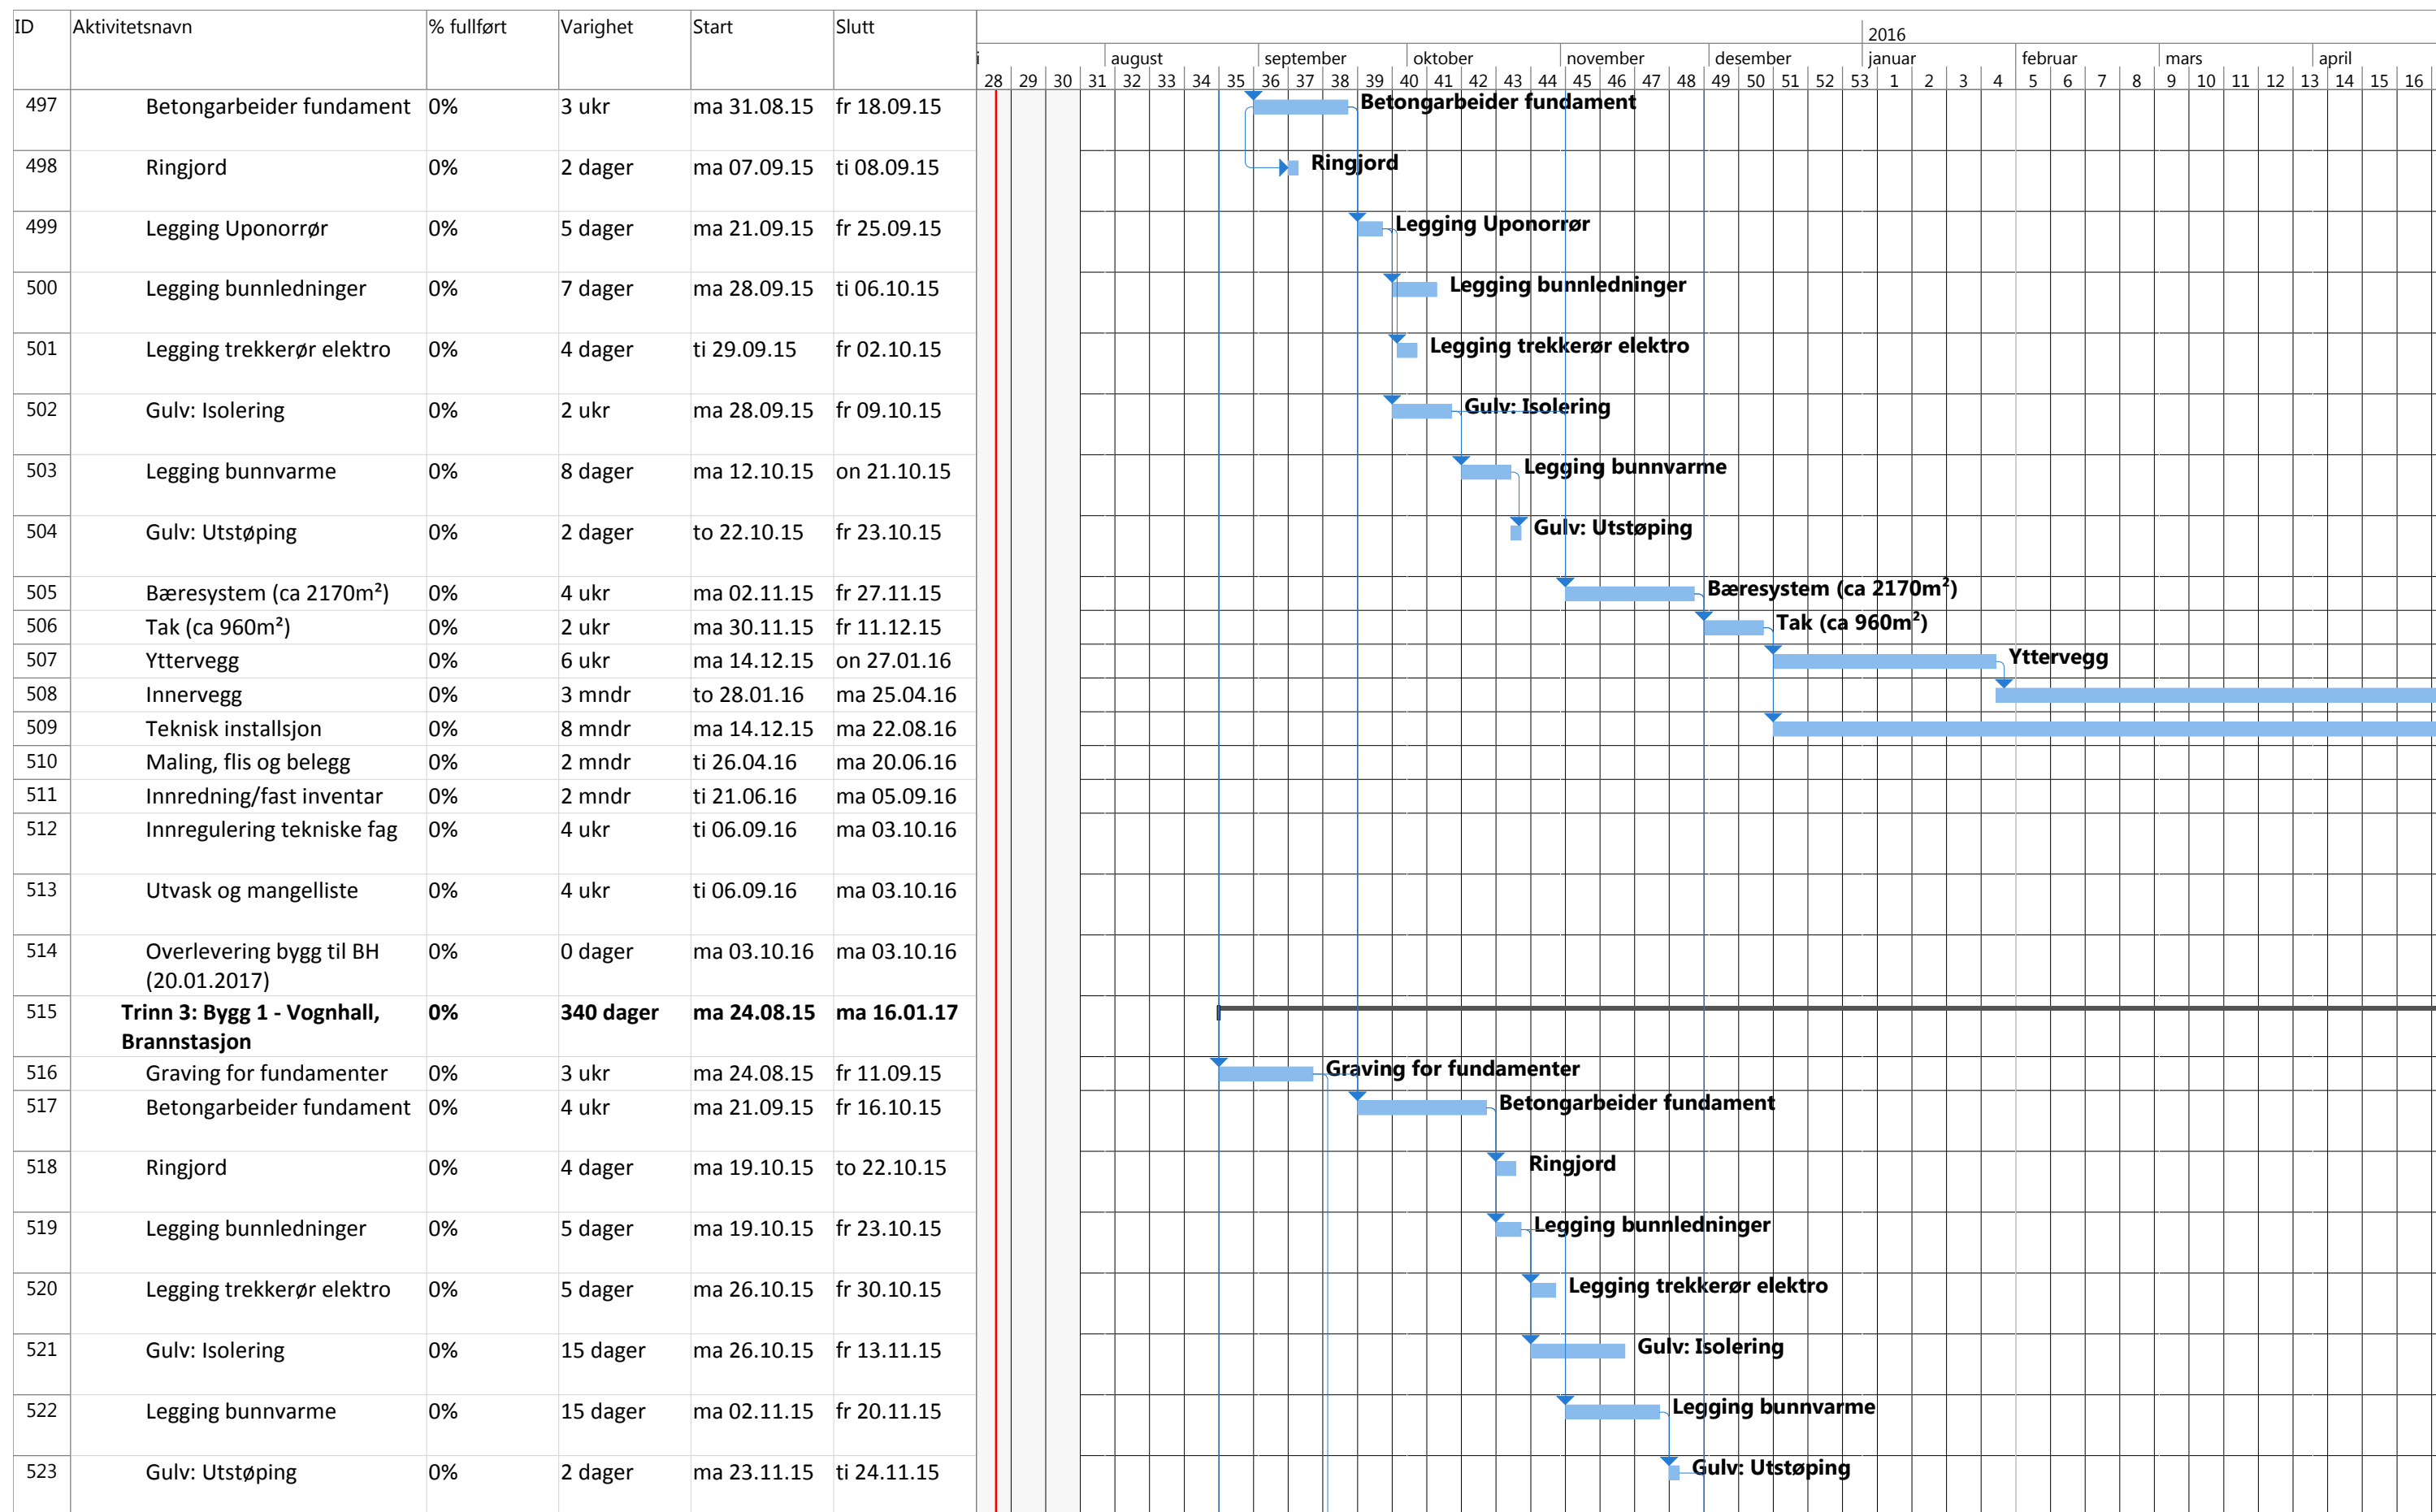 ID Aktivitetsnavn % fullført Varighet Start Slutt
2016
i august september oktober november desember januar februar mars april
28 29 30 31 32 33 34 35 36 37 38 39 40 41 42 43 44 45 46 47 48 49 50 51 52 53 1 2 3 4 5 6 7 8 9 10 11 12 13 14 15 16
497 Betongarbeider fundament 0% 3 ukr ma 31.08.15 fr 18.09.15 Betongarbeider fundament
498 Ringjord 0% 2 dager ma 07.09.15 ti 08.09.15 Ringjord
499 Legging Uponorrør 0% 5 dager ma 21.09.15 fr 25.09.15 Legging Uponorrør
500 Legging bunnledninger 0% 7 dager ma 28.09.15 ti 06.10.15 Legging bunnledninger
501 Legging trekkerør elektro 0% 4 dager ti 29.09.15 fr 02.10.15 Legging trekkerør elektro
502 Gulv: Isolering 0% 2 ukr ma 28.09.15 fr 09.10.15 Gulv: Isolering
503 Legging bunnvarme 0% 8 dager ma 12.10.15 on 21.10.15 Legging bunnvarme
504 Gulv: Utstøping 0% 2 dager to 22.10.15 fr 23.10.15 Gulv: Utstøping
505 Bæresystem (ca 2170m²) 0% 4 ukr ma 02.11.15 fr 27.11.15 Bæresystem (ca 2170m²)
506 Tak (ca 960m²) 0% 2 ukr ma 30.11.15 fr 11.12.15 Tak (ca 960m²)
507 Yttervegg 0% 6 ukr ma 14.12.15 on 27.01.16 Yttervegg
508 Innervegg 0% 3 mndr to 28.01.16 ma 25.04.16
509 Teknisk installsjon 0% 8 mndr ma 14.12.15 ma 22.08.16
510 Maling, flis og belegg 0% 2 mndr ti 26.04.16 ma 20.06.16
511 Innredning/fast inventar 0% 2 mndr ti 21.06.16 ma 05.09.16
512 Innregulering tekniske fag 0% 4 ukr ti 06.09.16 ma 03.10.16
513 Utvask og mangelliste 0% 4 ukr ti 06.09.16 ma 03.10.16
514 Overlevering bygg til BH 0% 0 dager ma 03.10.16 ma 03.10.16
(20.01.2017)
515 Trinn 3: Bygg 1 - Vognhall, 0% 340 dager ma 24.08.15 ma 16.01.17
Brannstasjon
516 Graving for fundamenter 0% 3 ukr ma 24.08.15 fr 11.09.15 Graving for fundamenter
517 Betongarbeider fundament 0% 4 ukr ma 21.09.15 fr 16.10.15 Betongarbeider fundament
518 Ringjord 0% 4 dager ma 19.10.15 to 22.10.15 Ringjord
519 Legging bunnledninger 0% 5 dager ma 19.10.15 fr 23.10.15 Legging bunnledninger
520 Legging trekkerør elektro 0% 5 dager ma 26.10.15 fr 30.10.15 Legging trekkerør elektro
521 Gulv: Isolering 0% 15 dager ma 26.10.15 fr 13.11.15 Gulv: Isolering
522 Legging bunnvarme 0% 15 dager ma 02.11.15 fr 20.11.15 Legging bunnvarme
523 Gulv: Utstøping 0% 2 dager ma 23.11.15 ti 24.11.15 Gulv: Utstøping